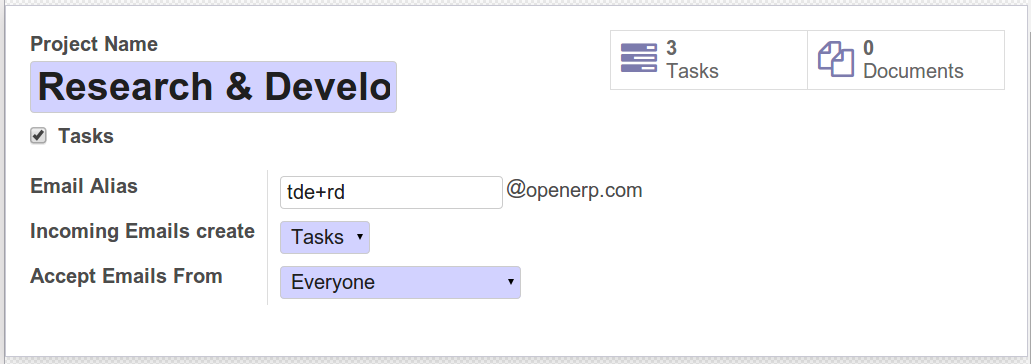 Project Name
Research & Develo
3
Tasks
0
Documents
Tasks
Email Alias
tde+rd @openerp.com
Incoming Emails create
Tasks
Accept Emails From
Everyone